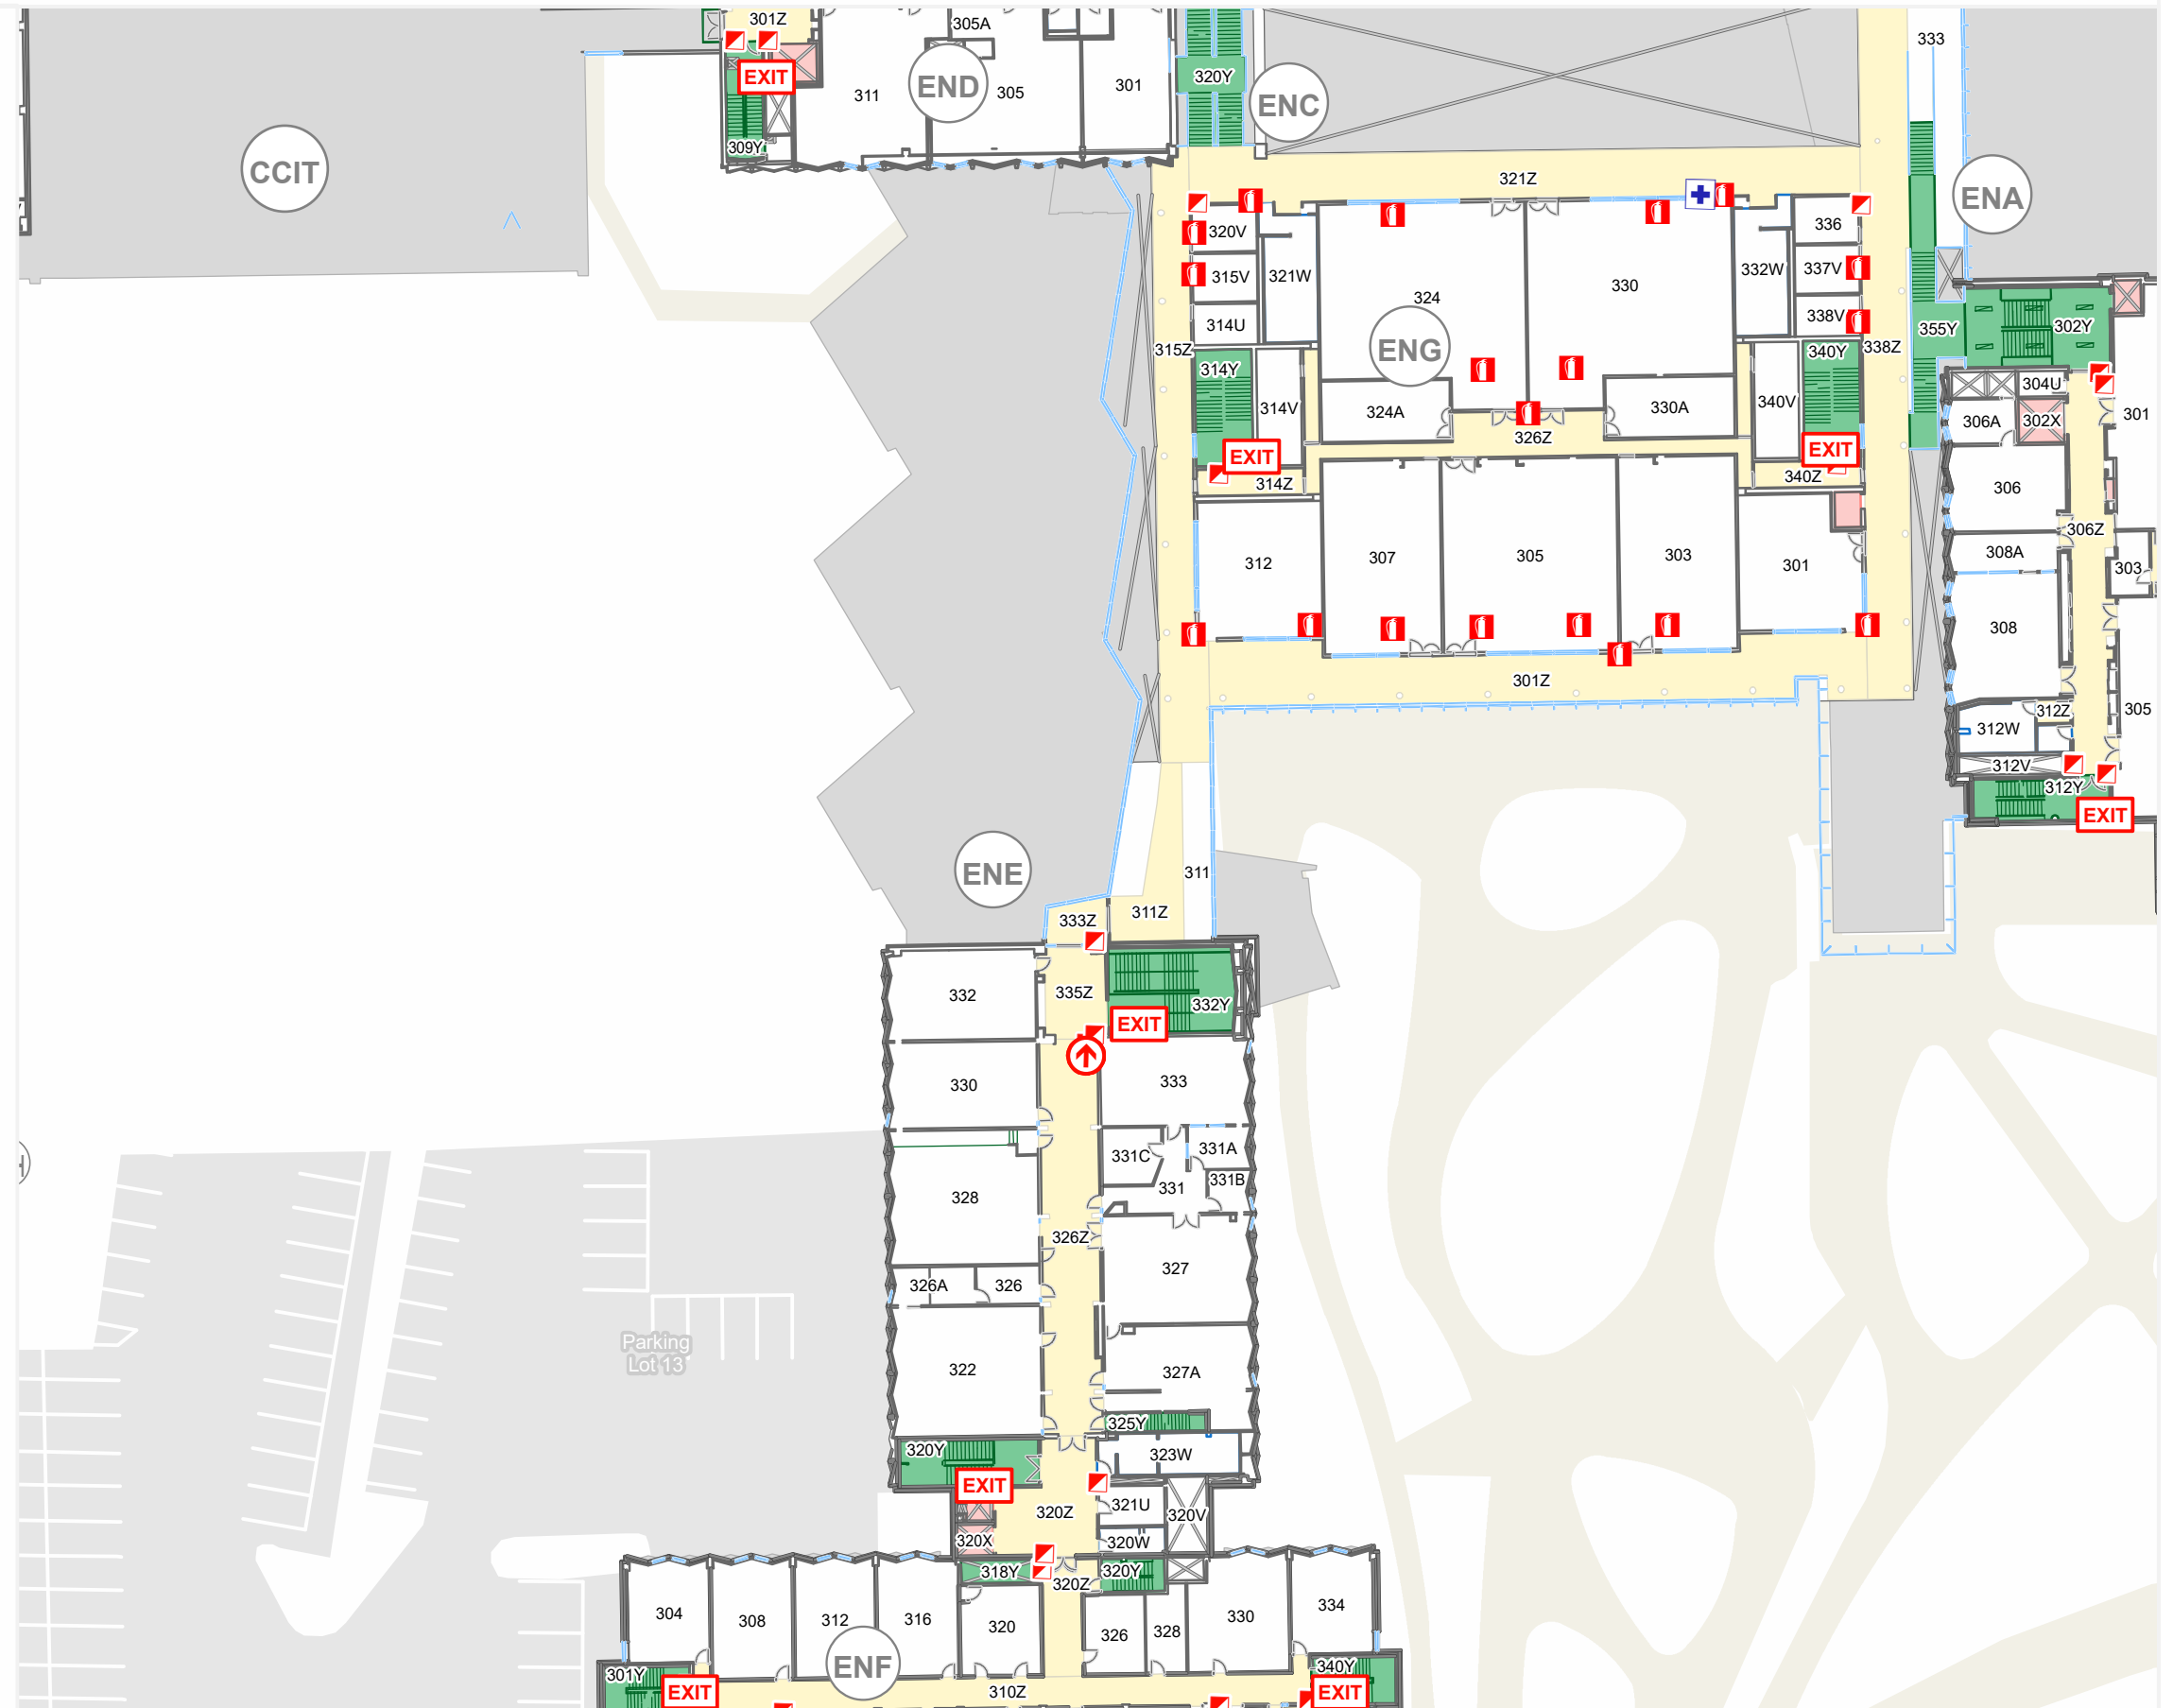 301Z
305A
333
EXIT
END
320Y
ENC
311
305
301
309Y
CCIT
321Z
ENA
320V
336
321W
332W
315V
337V
330
324
314U
338V
355Y
302Y
315Z
ENG
338Z
314Y
340Y
304U
314V
340V
324A
330A
306A
302X
301
326Z
EXIT
EXIT
314Z
340Z
306
306Z
312
307
305
303
301
308A
303
308
301Z
312Z
305
312W
312V
312Y
EXIT
ENE
311
333Z
311Z
332
335Z
332Y
EXIT
330
333
331C
331A
331B
331
328
326Z
327
326A
326
Parking
Lot 13
322
327A
325Y
320Y
323W
EXIT
321U
320Z
320V
320X
320W
318Y
320Z
320Y
304
308
312
316
320
326
328
330
334
ENF
301Y
340Y
EXIT
310Z
EXIT